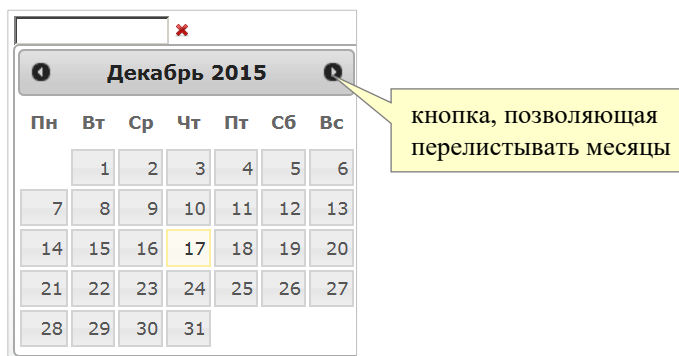 Декабрь 2015
кнопка, позволяющая
перелистывать месяцы
Пн Вт Ср Чт Пт Сб Вс
1 2 3 4 5 6
7 8 9 10 11 12 13
14 15 16 17 18 19 20
21 22 23 24 25 26 27
28 29 30 31